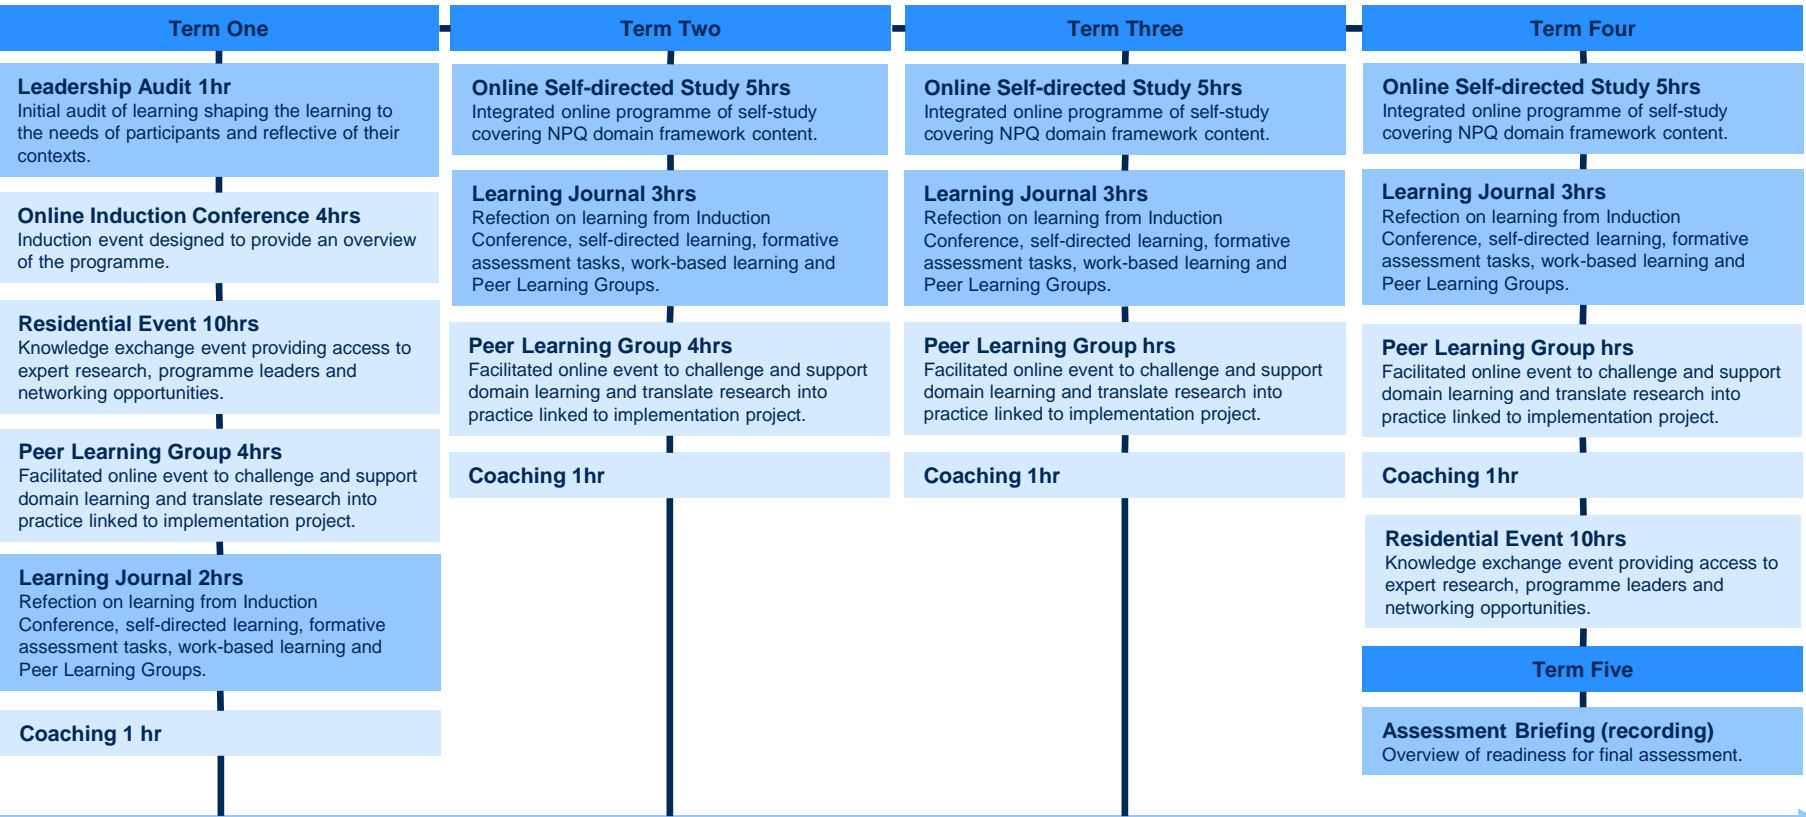 Term One
Leadership Audit 1hr
Initial audit of learning shaping the learning to
the needs of participants and reflective of their
contexts.
Online Induction Conference 4hrs
Induction event designed to provide an overview
of the programme.
Residential Event 10hrs
Knowledge exchange event providing access to
expert research, programme leaders and
networking opportunities.
Peer Learning Group 4hrs
Facilitated online event to challenge and support
domain learning and translate research into
practice linked to implementation project.
Learning Journal 2hrs
Refection on learning from Induction
Conference, self-directed learning, formative
assessment tasks, work-based learning and
Peer Learning Groups.
Coaching 1 hr
Term Two
Online Self-directed Study 5hrs
Integrated online programme of self-study
covering NPQ domain framework content.
Learning Journal 3hrs
Refection on learning from Induction
Conference, self-directed learning, formative
assessment tasks, work-based learning and
Peer Learning Groups.
Peer Learning Group 4hrs
Facilitated online event to challenge and support
domain learning and translate research into
practice linked to implementation project.
Coaching 1hr
Term Three
Online Self-directed Study 5hrs
Integrated online programme of self-study
covering NPQ domain framework content.
Learning Journal 3hrs
Refection on learning from Induction
Conference, self-directed learning, formative
assessment tasks, work-based learning and
Peer Learning Groups.
Peer Learning Group hrs
Facilitated online event to challenge and support
domain learning and translate research into
practice linked to implementation project.
Coaching 1hr
Term Four
Online Self-directed Study 5hrs
Integrated online programme of self-study
covering NPQ domain framework content.
Learning Journal 3hrs
Refection on learning from Induction
Conference, self-directed learning, formative
assessment tasks, work-based learning and
Peer Learning Groups.
Peer Learning Group hrs
Facilitated online event to challenge and support
domain learning and translate research into
practice linked to implementation project.
Coaching 1hr
Residential Event 10hrs
Knowledge exchange event providing access to
expert research, programme leaders and
networking opportunities.
Term Five
Assessment Briefing (recording)
Overview of readiness for final assessment.